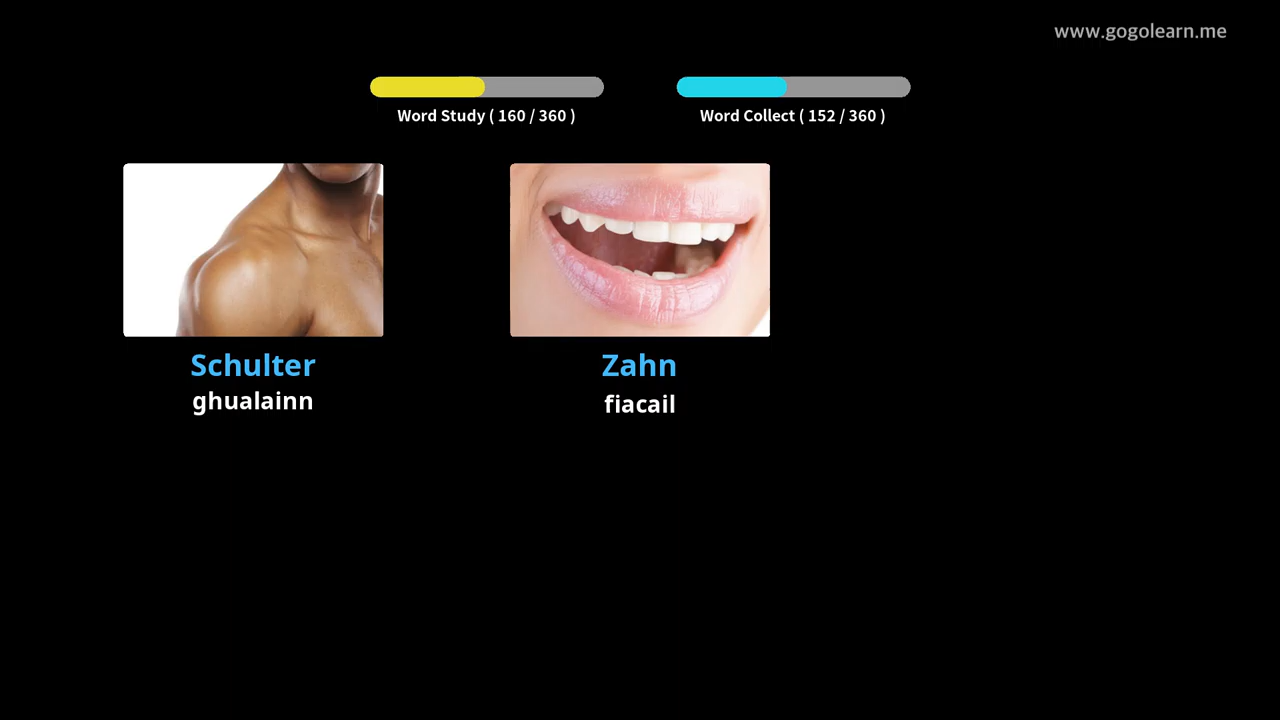 www.gogolearn.me
Word Study ( 160 / 360 )
Word Collect ( 152 / 360 )
Schulter
ghualainn
Zahn
fiacail